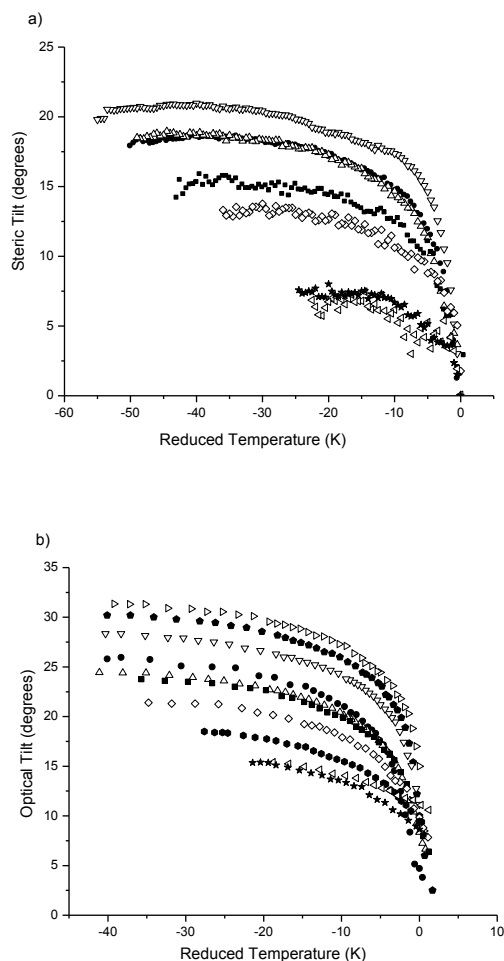 a)
25
20
15
10
5
0
-60 -50 -40 -30 -20 -10 0
Steric Tilt (degrees)
Reduced Temperature (K)
b)
35
30
25
20
15
10
5
0
-40 -30 -20 -10 0 10
Optical Tilt (degrees)
Reduced Temperature (K)